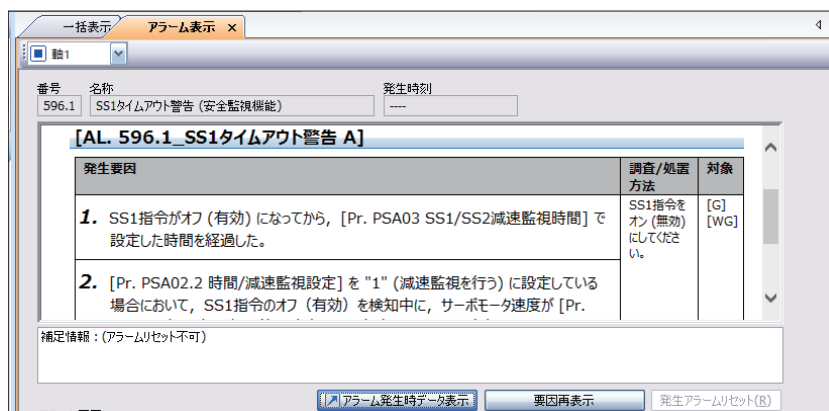 一括表示 アラーム表示 ×
軸1
番号 名称 発生時刻
596.1 SS1タイムアウト警告 (安全監視機能) ----
[AL. 596.1_SS1タイムアウト警告 A]
発生要因 調査/処置方法 対象
1. SS1指令がオフ (有効) になってから, [Pr. PSA03 SS1/SS2減速監視時間] で
設定した時間を経過した。
SS1指令を
オン (無効)
にしてくださ
い。
[G]
[WG]
2. [Pr. PSA02.2 時間/減速監視設定] を "1" (減速監視を行う) に設定している
場合において, SS1指令のオフ (有効) を検知中に, サーボモータ速度が [Pr.
補足情報 : (アラームリセット不可)
アラーム発生時データ表示 要因再表示 発生アラームリセット(R)